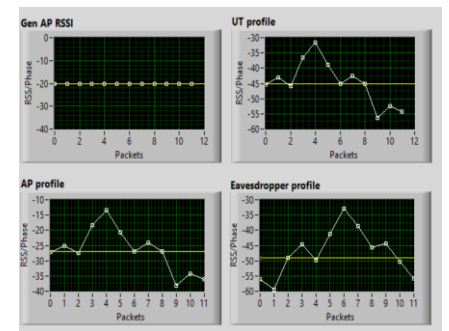 Gen AP RSSI
0
-10
-20
-30
-40
RSS/Phase
0 2 4 6 8 10 12
Packets
UT profile
-30
-35
-40
-45
-50
-55
-60
RSS/Phase
0 2 4 6 8 10 12
Packets
AP profile
-10
-15
-20
-25
-30
-35
-40
RSS/Phase
0 1 2 3 4 5 6 7 8 9 10 11
Packets
Eavesdropper profile
-30
-35
-40
-45
-50
-55
-60
RSS/Phase
0 1 2 3 4 5 6 7 8 9 10 11
Packets